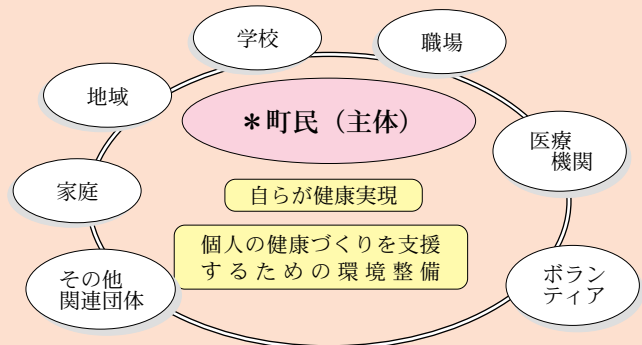 学校
職場
地域
＊町民（主体）
医療
機関
家庭
自らが健康実現
個人の健康づくりを支援
するための環境整備
その他
関連団体
ボラン
ティア